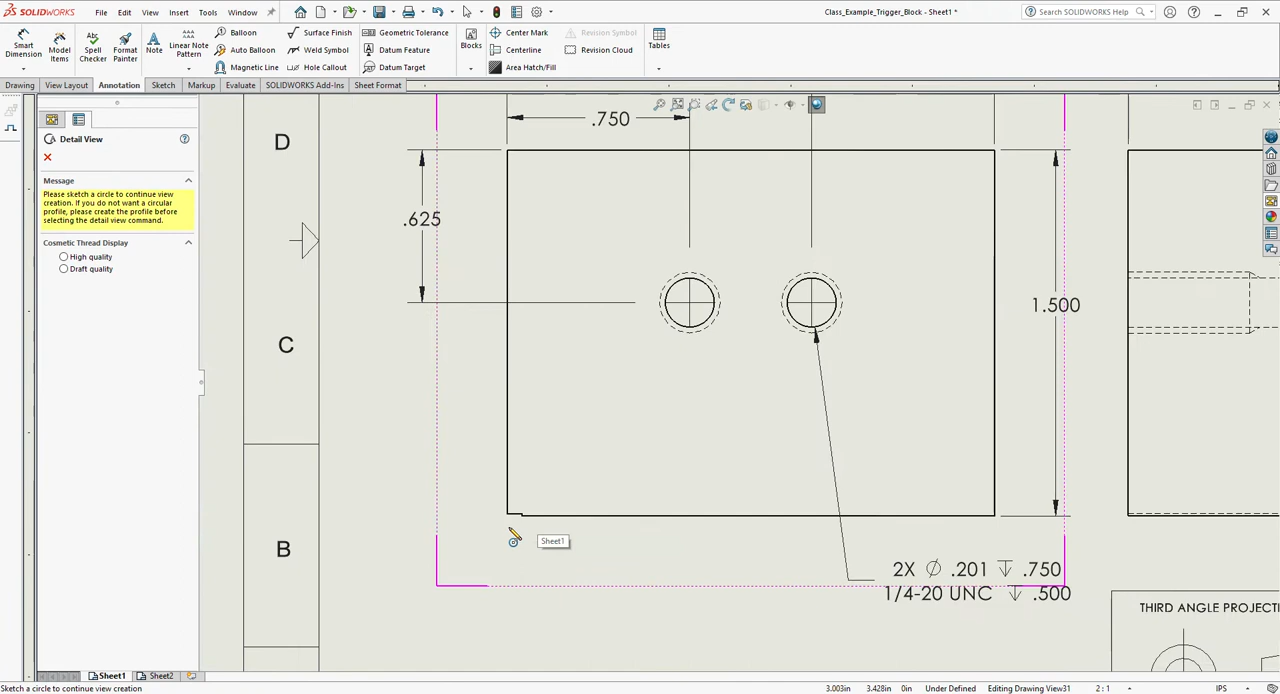 SOLIDWORKS
File
Edit
View
Insert
Tools
Window
Class_Example_Trigger_Block - Sheet1 *
Search SOLIDWORKS Help
Smart
Dimension
Model
Items
Spell
Checker
Format
Painter
Note
Linear Note
Pattern
Balloon
Auto Balloon
Magnetic Line
Surface Finish
Weld Symbol
Hole Callout
Geometric Tolerance
Datum Feature
Datum Target
Blocks
Center Mark
Centerline
Area Hatch/Fill
Revision Symbol
Revision Cloud
Tables
Drawing
View Layout
Annotation
Sketch
Markup
Evaluate
SOLIDWORKS Add-Ins
Sheet Format
Detail View
Message
Please sketch a circle to continue view
creation. If you do not want a circular
profile, please create the profile before
selecting the detail view command.
Cosmetic Thread Display
High quality
Draft quality
D
C
B
.750
.625
1.500
Sheet1
2X ∅ .201 ↧ .750
1/4-20 UNC ↧ .500
THIRD ANGLE PROJECTI
Sheet1
Sheet2
Sketch a circle to continue view creation
3.003in
3.428in
0in
Under Defined
Editing Drawing View31
2 : 1
IPS